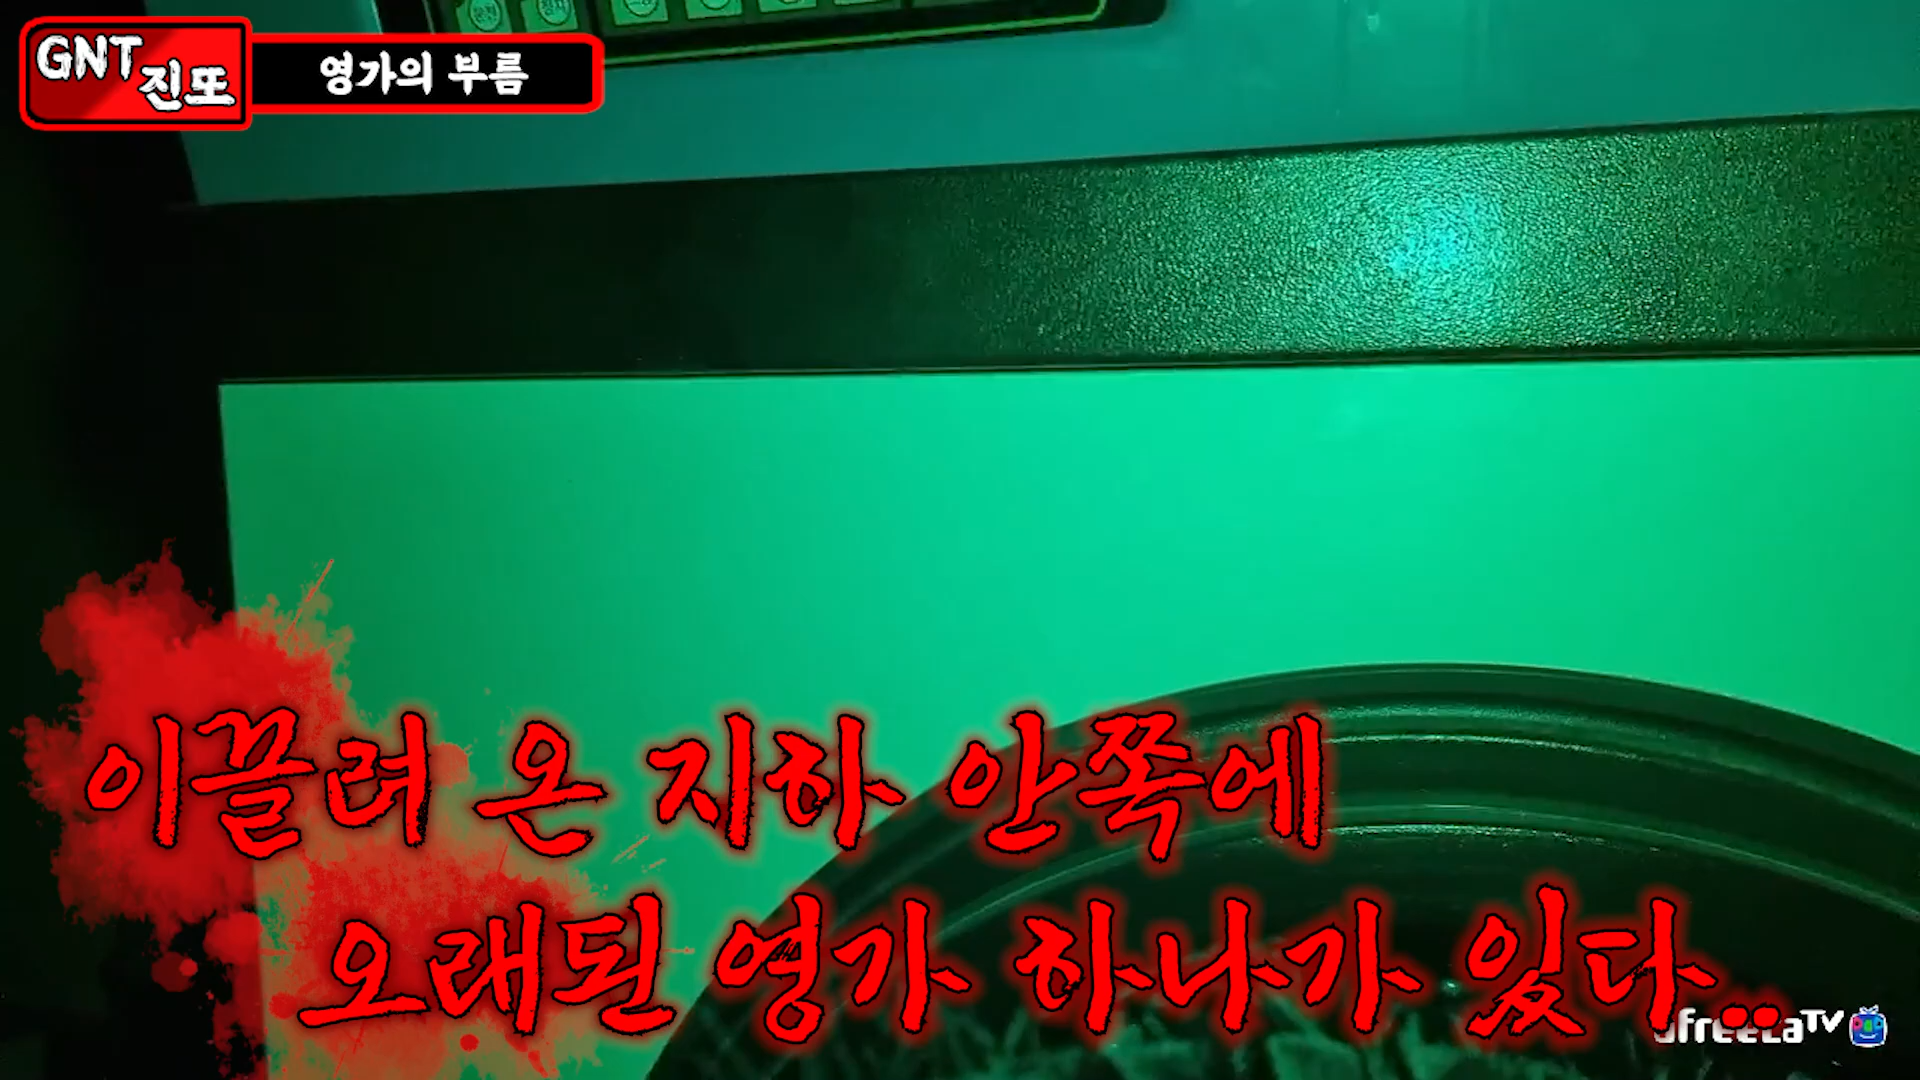 GNT
진또
영가의 부름
이끌려 온 지하 안쪽에
오래된 영가 하나가 있다..
afreecaTV